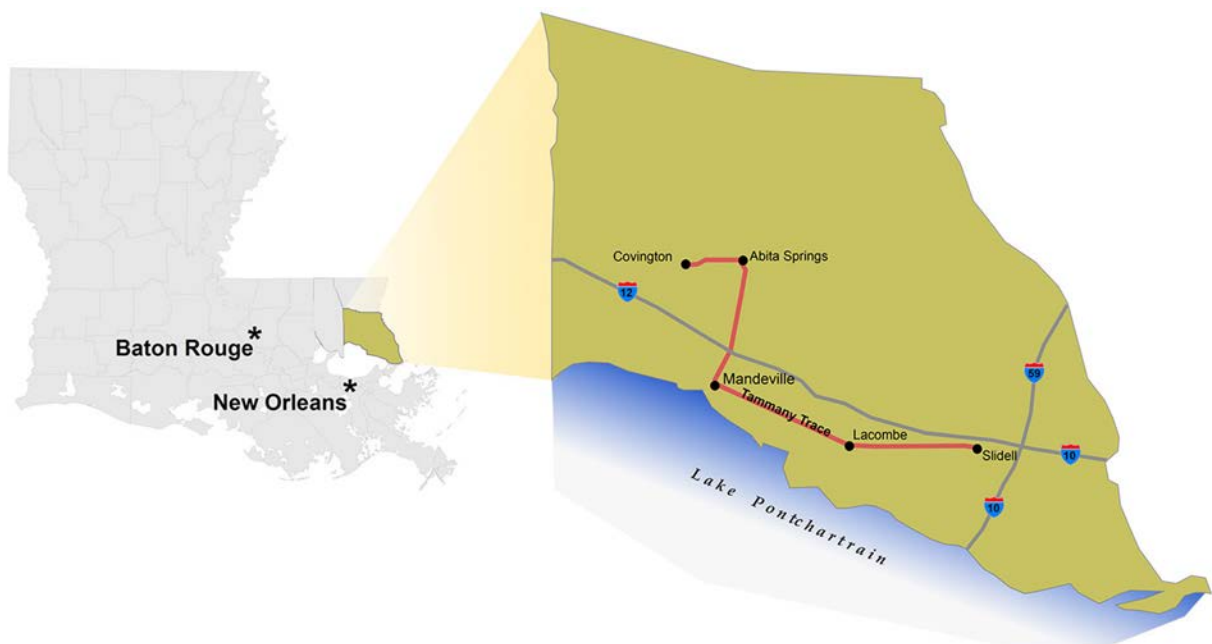 Baton Rouge*
New Orleans*
Covington
Abita Springs
12
59
Mandeville
Tammany Trace
Lacombe
Slidell
10
10
Lake Pontchartrain